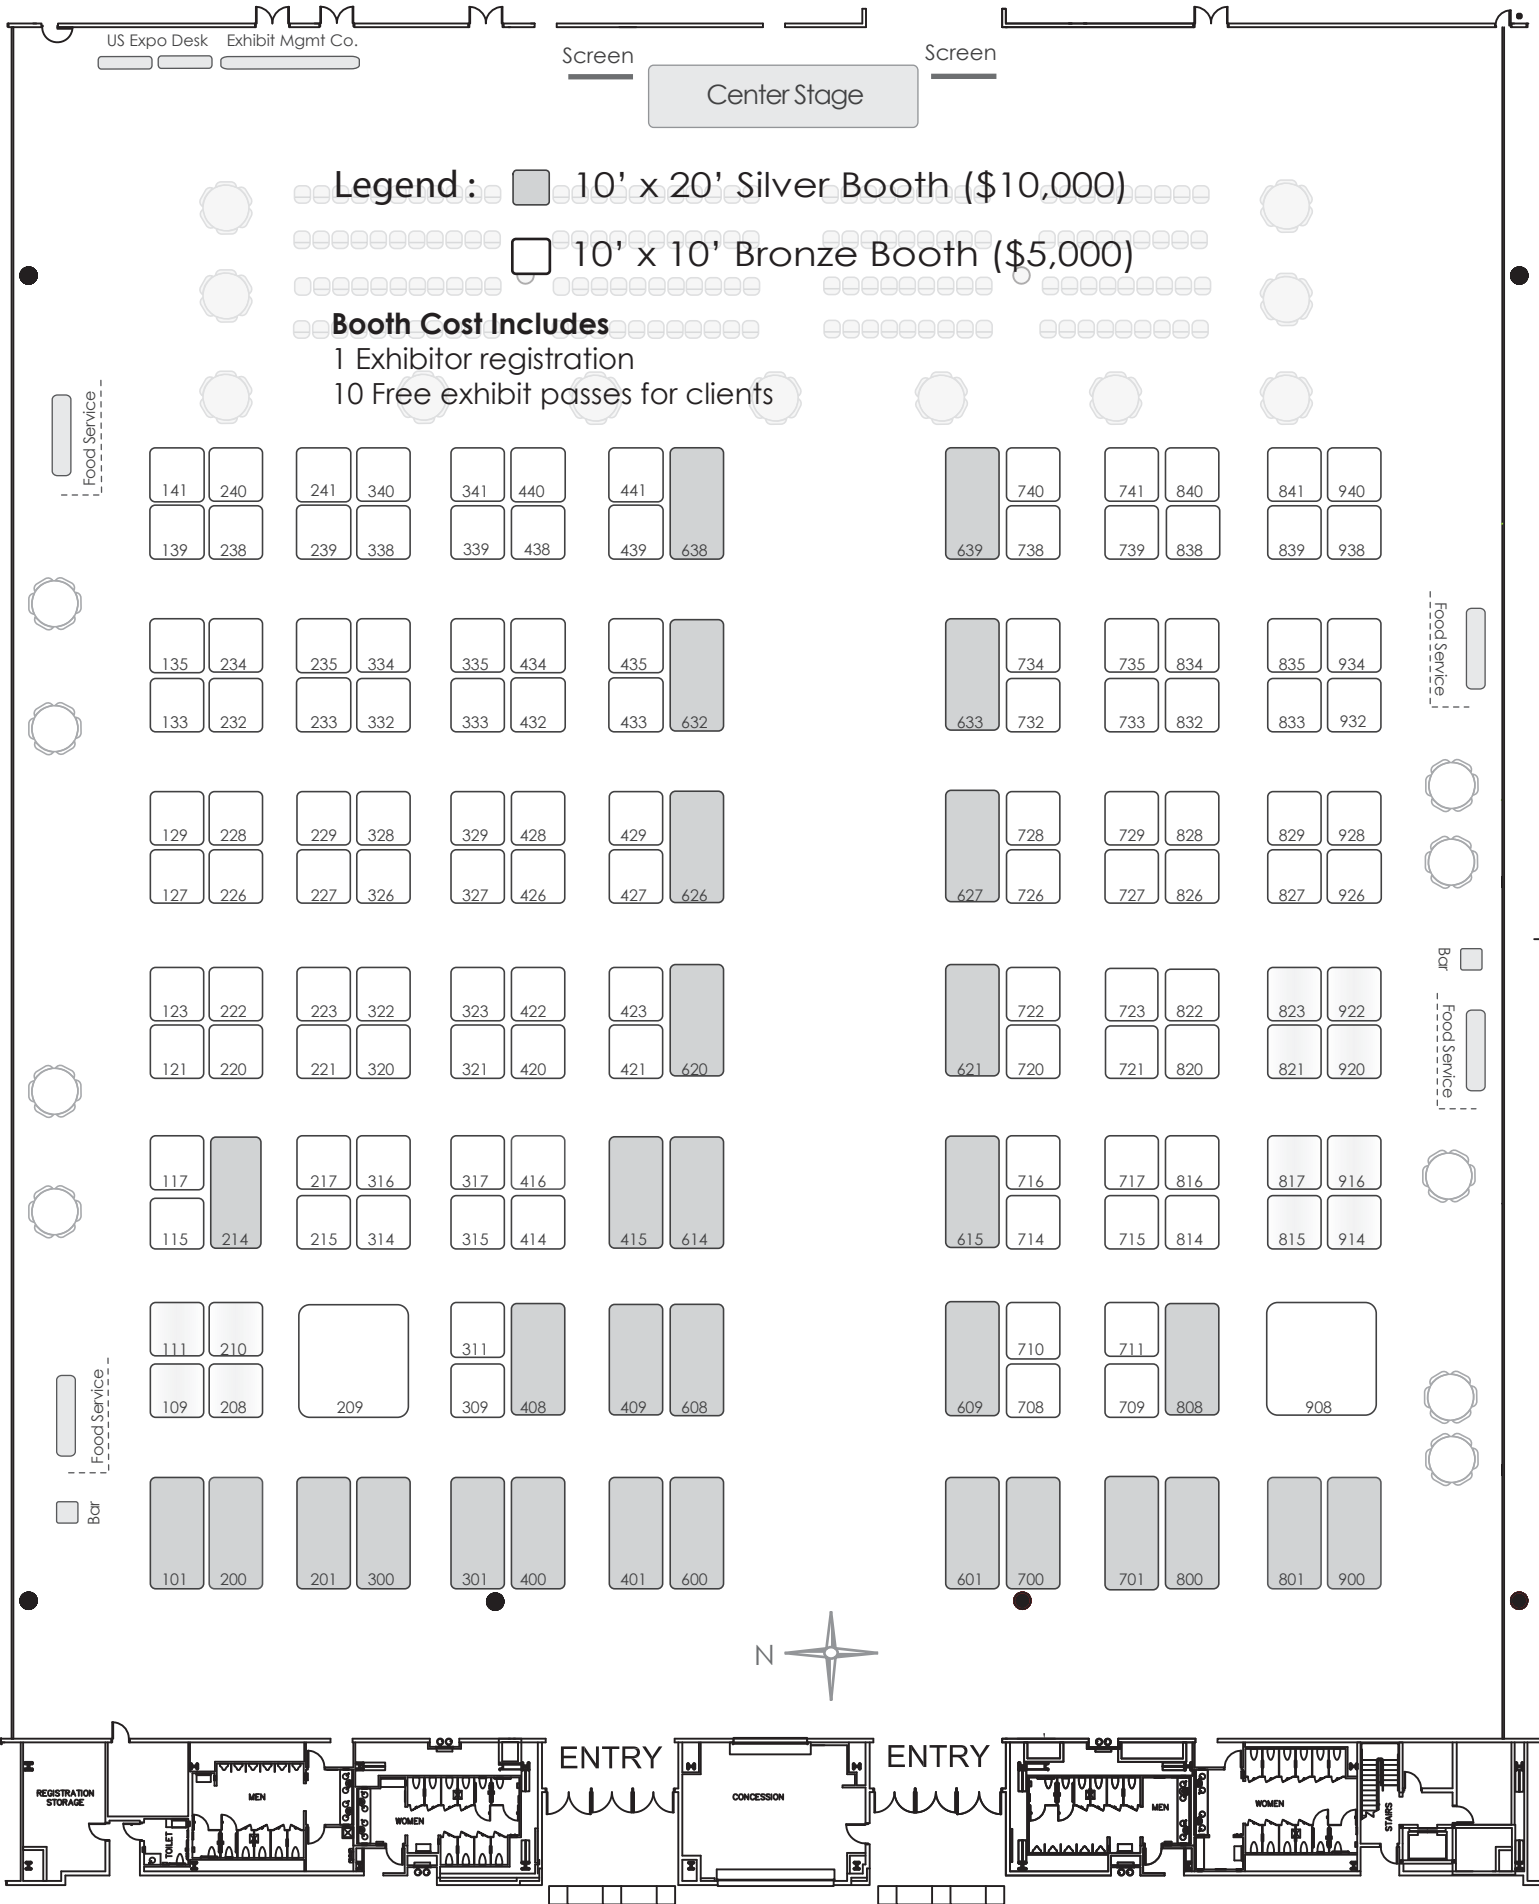 US Expo Desk Exhibit Mgmt Co.
Screen
Screen
Center Stage
Legend : 10' x 20' Silver Booth ($10,000)
10' x 10' Bronze Booth ($5,000)
Booth Cost Includes
1 Exhibitor registration
10 Free exhibit passes for clients
Food Service
141 240 241 340 341 440 441 740 741 840 841 940
139 238 239 338 339 438 439 638 639 738 739 838 839 938
Food Service
135 234 235 334 335 434 435 734 735 834 835 934
133 232 233 332 333 432 433 632 633 732 733 832 833 932
129 228 229 328 329 428 429 728 729 828 829 928
127 226 227 326 327 426 427 626 627 726 727 826 827 926
Bar
123 222 223 322 323 422 423 722 723 822 823 922
Food Service
121 220 221 320 321 420 421 620 621 720 721 820 821 920
117 217 316 317 416 716 717 816 817 916
115 214 215 314 315 414 415 614 615 714 715 814 815 914
111 210 311 710 711
Food Service
109 208 209 309 408 409 608 609 708 709 808 908
Bar
101 200 201 300 301 400 401 600 601 700 701 800 801 900
N
ENTRY
ENTRY
REGISTRATION
STORAGE
MEN
TOILET
WOMEN
CONCESSION
MEN
WOMEN
STAIRS